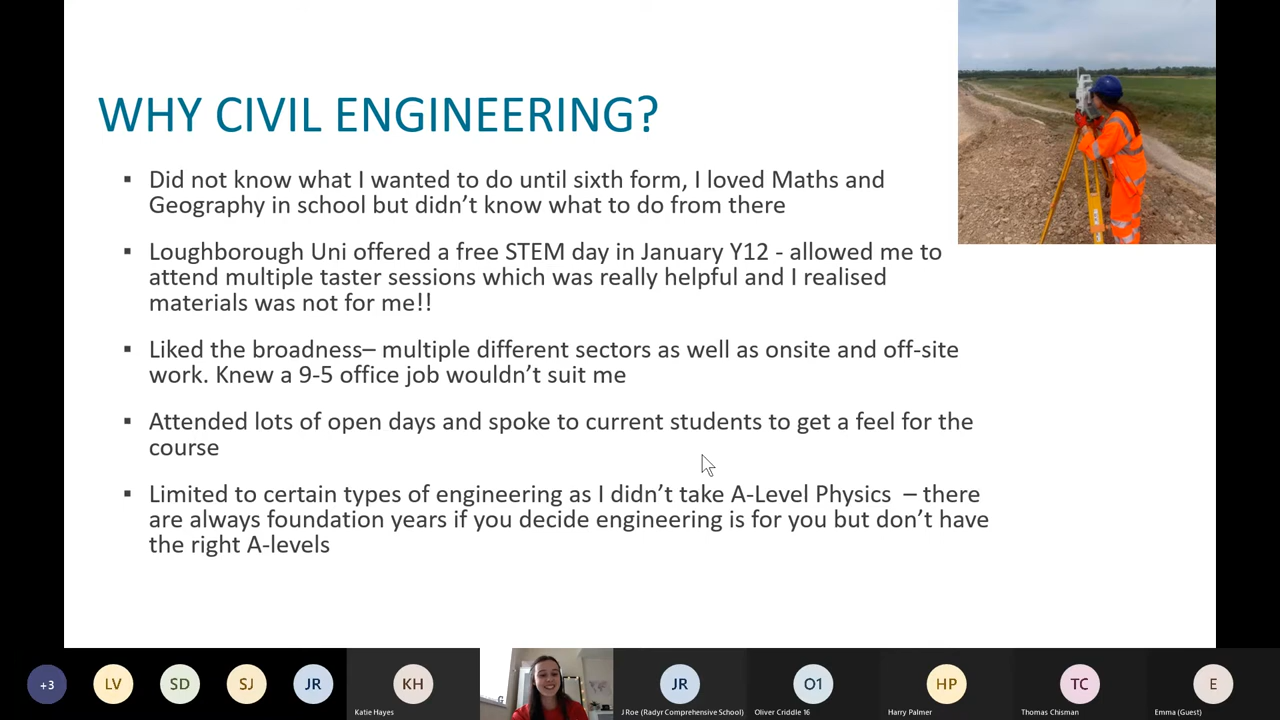 WHY CIVIL ENGINEERING?
▪ Did not know what I wanted to do until sixth form, I loved Maths and
Geography in school but didn’t know what to do from there
▪ Loughborough Uni offered a free STEM day in January Y12 - allowed me to
attend multiple taster sessions which was really helpful and I realised
materials was not for me!!
▪ Liked the broadness– multiple different sectors as well as onsite and off-site
work. Knew a 9-5 office job wouldn’t suit me
▪ Attended lots of open days and spoke to current students to get a feel for the
course
▪ Limited to certain types of engineering as I didn’t take A-Level Physics – there
are always foundation years if you decide engineering is for you but don’t have
the right A-levels
+3 LV SD SJ JR KH JR O1 HP TC E
Katie Hayes J Roe (Radyr Comprehensive School) Oliver Criddle 16 Harry Palmer Thomas Chisman Emma (Guest)